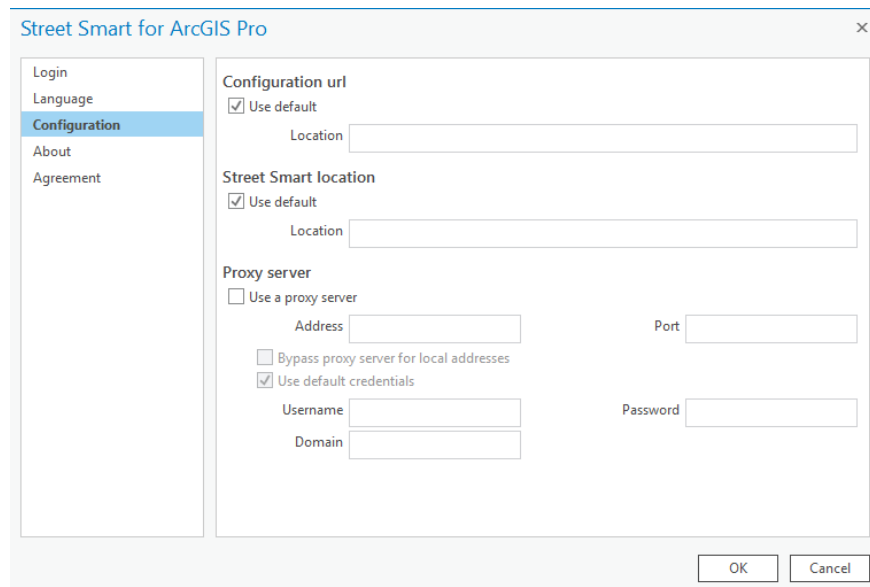 Street Smart for ArcGIS Pro
Login
Language
Configuration
About
Agreement
Configuration url
Use default
Location
Street Smart location
Use default
Location
Proxy server
Use a proxy server
Address Port
Bypass proxy server for local addresses
Use default credentials
Username Password
Domain
OK Cancel